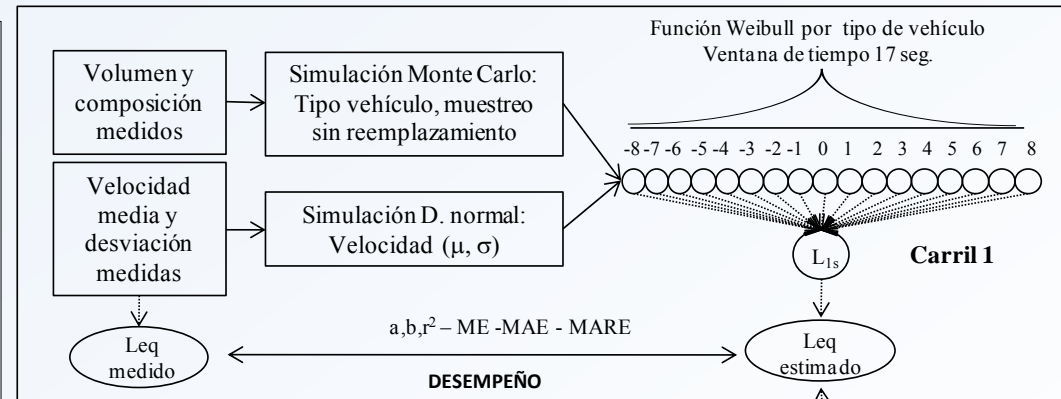 Función Weibull por tipo de vehículo
Ventana de tiempo 17 seg.
Volumen y
composición
medidos
Simulación Monte Carlo:
Tipo vehículo, muestreo
sin reemplazamiento
-8 -7 -6 -5 -4 -3 -2 -1 0 1 2 3 4 5 6 7 8
Velocidad
media y
desviación
medidas
Simulación D. normal:
Velocidad (μ, σ)
L1s
Carril 1
a,b,r² – ME -MAE - MARE
Leq
medido
Leq
estimado
DESEMPEÑO